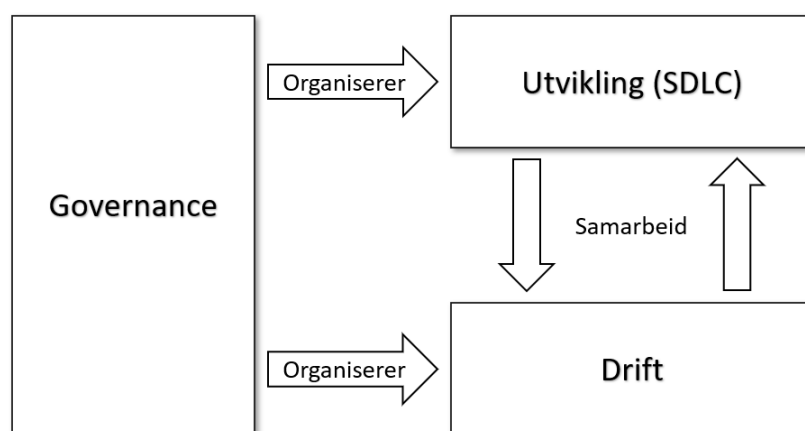 Governance
Organiserer
Utvikling (SDLC)
Samarbeid
Organiserer
Drift